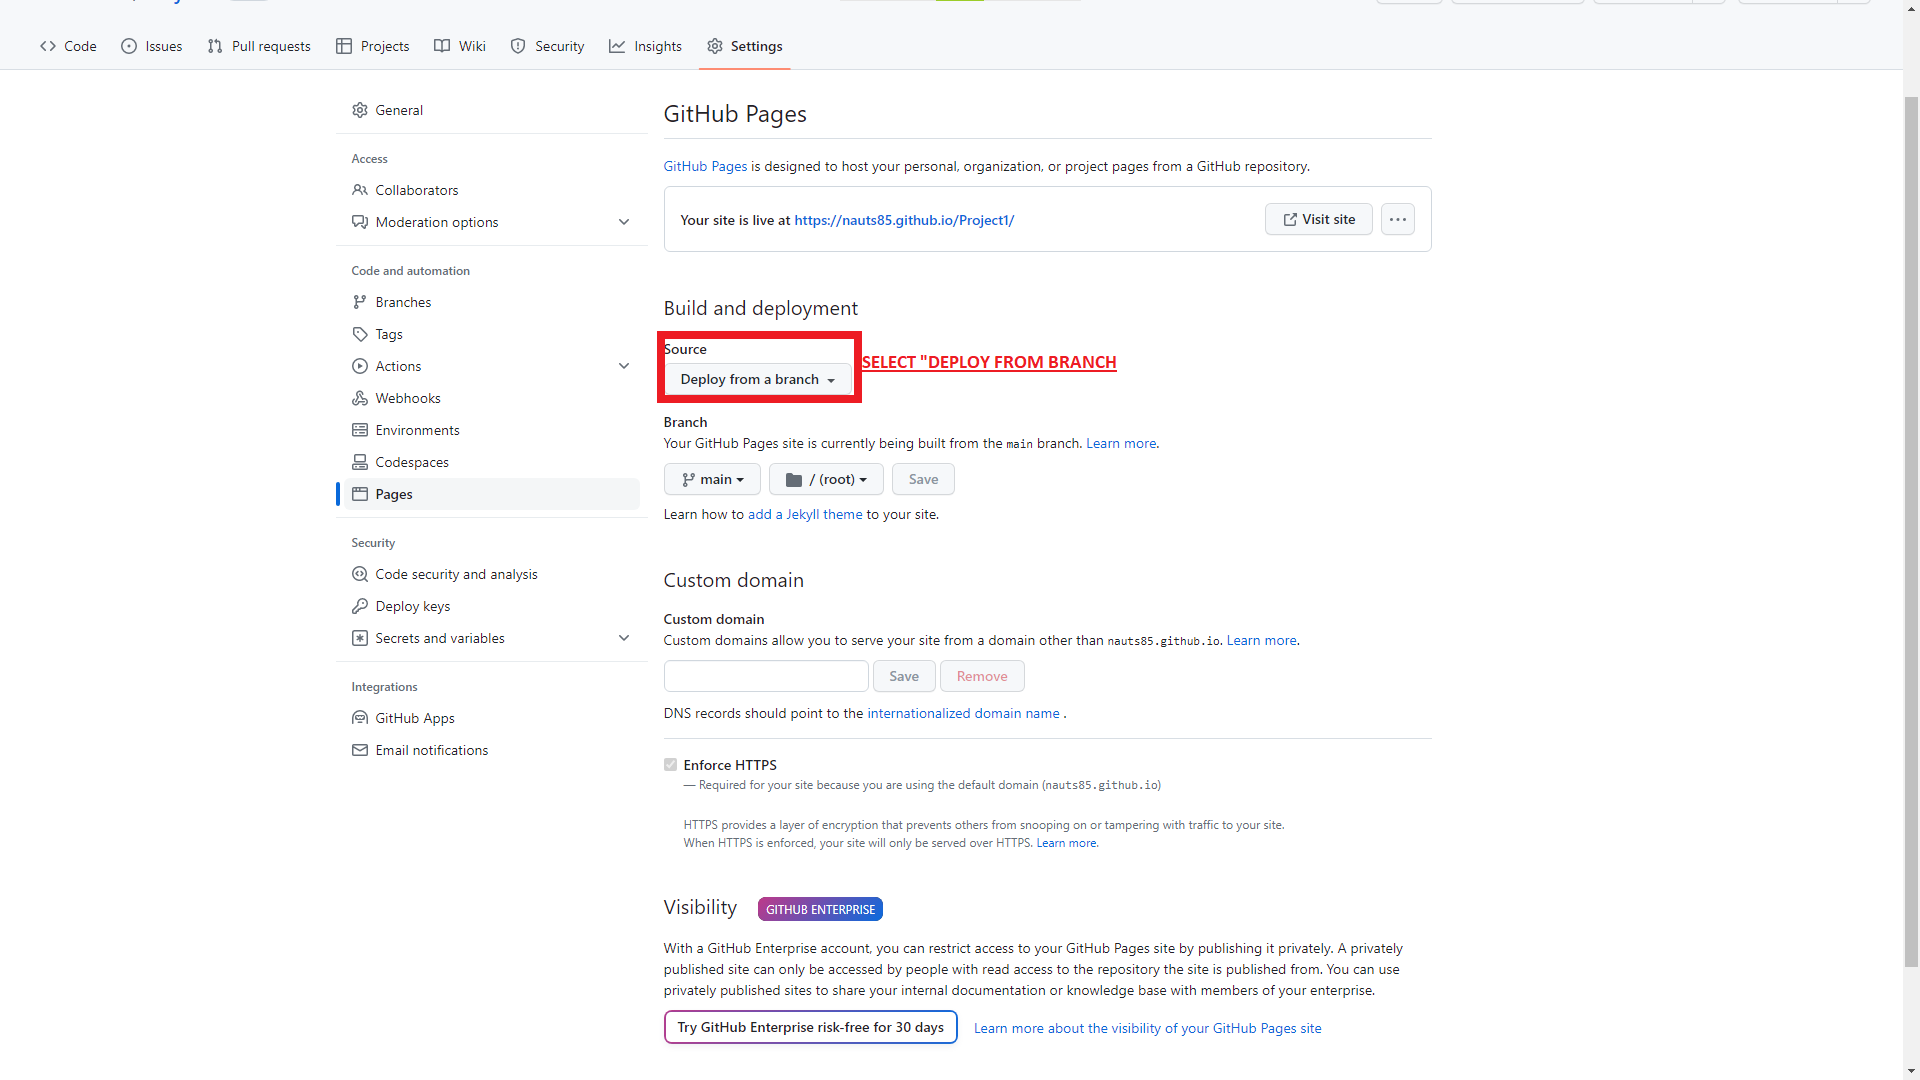 Code
Issues
Pull requests
Projects
Wiki
Security
Insights
Settings
General
Access
Collaborators
Moderation options
Code and automation
Branches
Tags
Actions
Webhooks
Environments
Codespaces
Pages
Security
Code security and analysis
Deploy keys
Secrets and variables
Integrations
GitHub Apps
Email notifications
GitHub Pages
GitHub Pages is designed to host your personal, organization, or project pages from a GitHub repository.
Your site is live at https://nauts85.github.io/Project1/
Visit site
Build and deployment
Source
Deploy from a branch
SELECT "DEPLOY FROM BRANCH
Branch
Your GitHub Pages site is currently being built from the main branch. Learn more.
main
/ (root)
Save
Learn how to add a Jekyll theme to your site.
Custom domain
Custom domain
Custom domains allow you to serve your site from a domain other than nauts85.github.io. Learn more.
Save
Remove
DNS records should point to the internationalized domain name .
Enforce HTTPS
— Required for your site because you are using the default domain (nauts85.github.io)
HTTPS provides a layer of encryption that prevents others from snooping on or tampering with traffic to your site.
When HTTPS is enforced, your site will only be served over HTTPS. Learn more.
Visibility
GITHUB ENTERPRISE
With a GitHub Enterprise account, you can restrict access to your GitHub Pages site by publishing it privately. A privately
published site can only be accessed by people with read access to the repository the site is published from. You can use
privately published sites to share your internal documentation or knowledge base with members of your enterprise.
Try GitHub Enterprise risk-free for 30 days
Learn more about the visibility of your GitHub Pages site